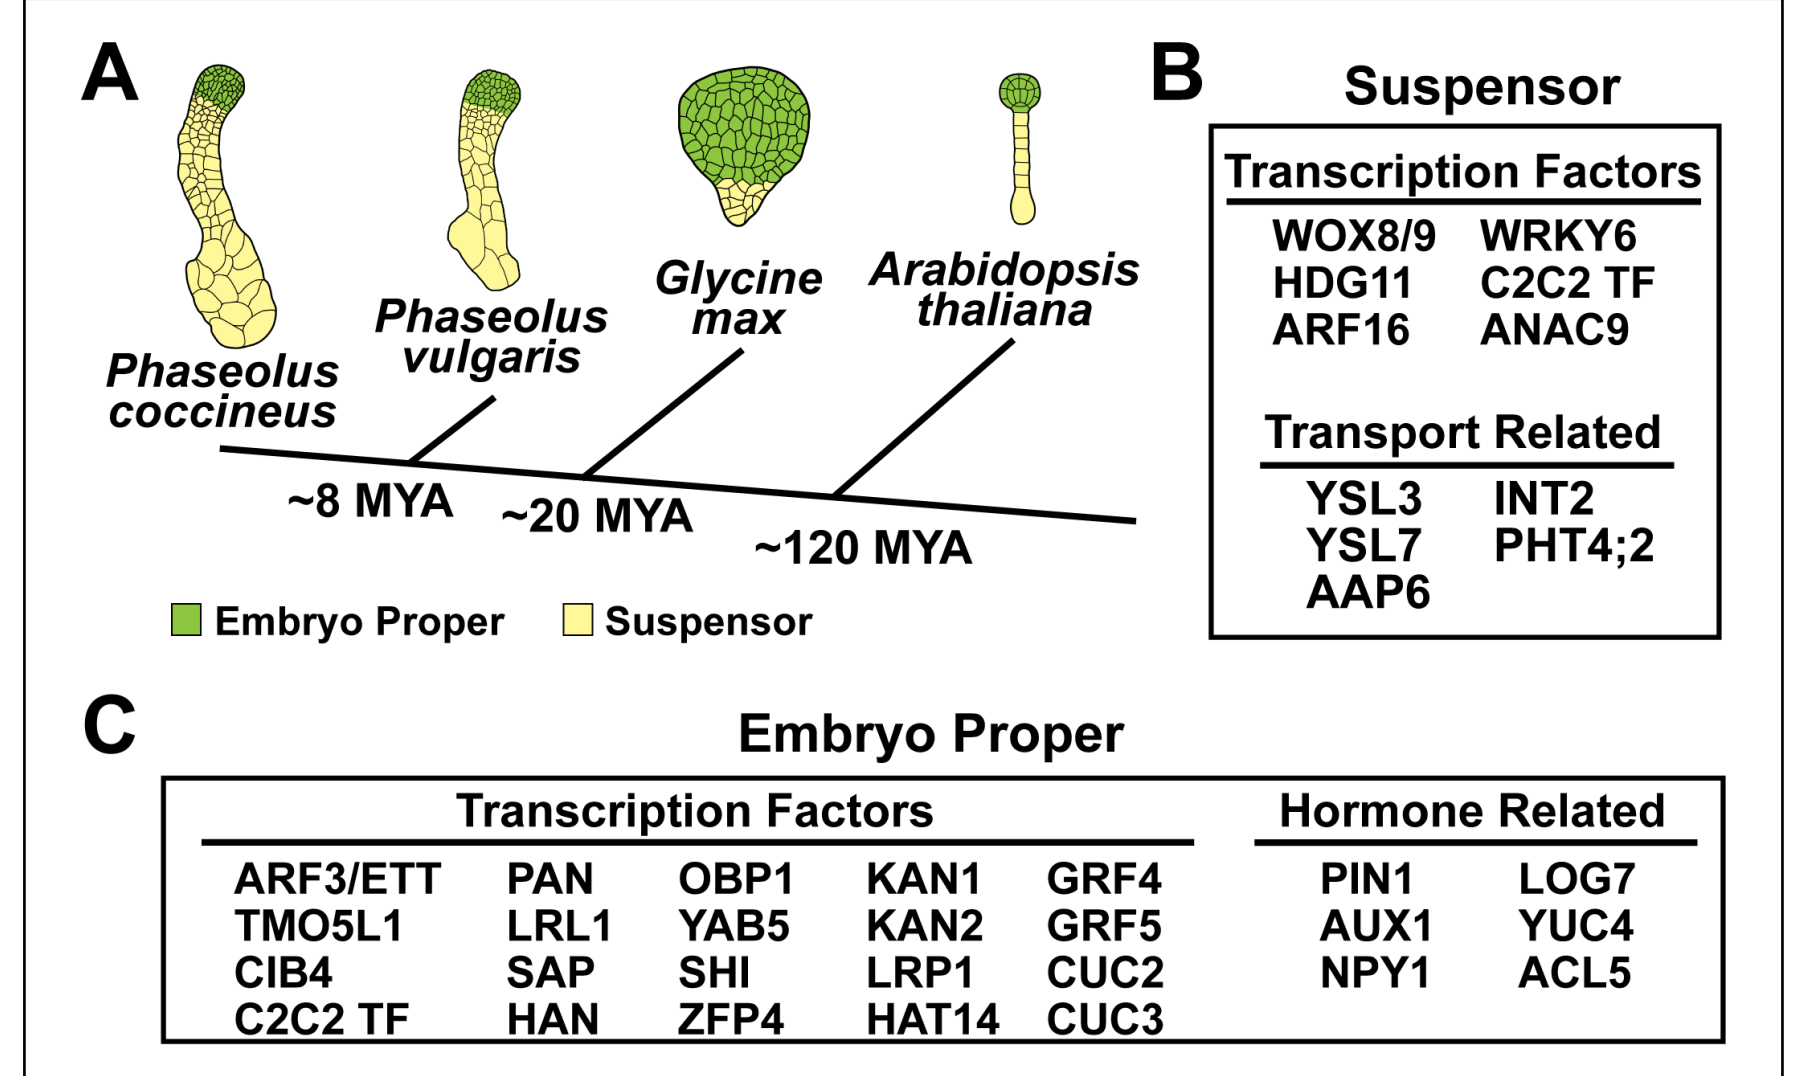 A
Phaseolus
coccineus
Phaseolus
vulgaris
Glycine
max
Arabidopsis
thaliana
~8 MYA
~20 MYA
~120 MYA
Embryo Proper
Suspensor
B
Suspensor
Transcription Factors
WOX8/9 WRKY6
HDG11 C2C2 TF
ARF16 ANAC9
Transport Related
YSL3 INT2
YSL7 PHT4;2
AAP6
C
Embryo Proper
Transcription Factors
ARF3/ETT PAN OBP1 KAN1 GRF4
TMO5L1 LRL1 YAB5 KAN2 GRF5
CIB4 SAP SHI LRP1 CUC2
C2C2 TF HAN ZFP4 HAT14 CUC3
Hormone Related
PIN1 LOG7
AUX1 YUC4
NPY1 ACL5